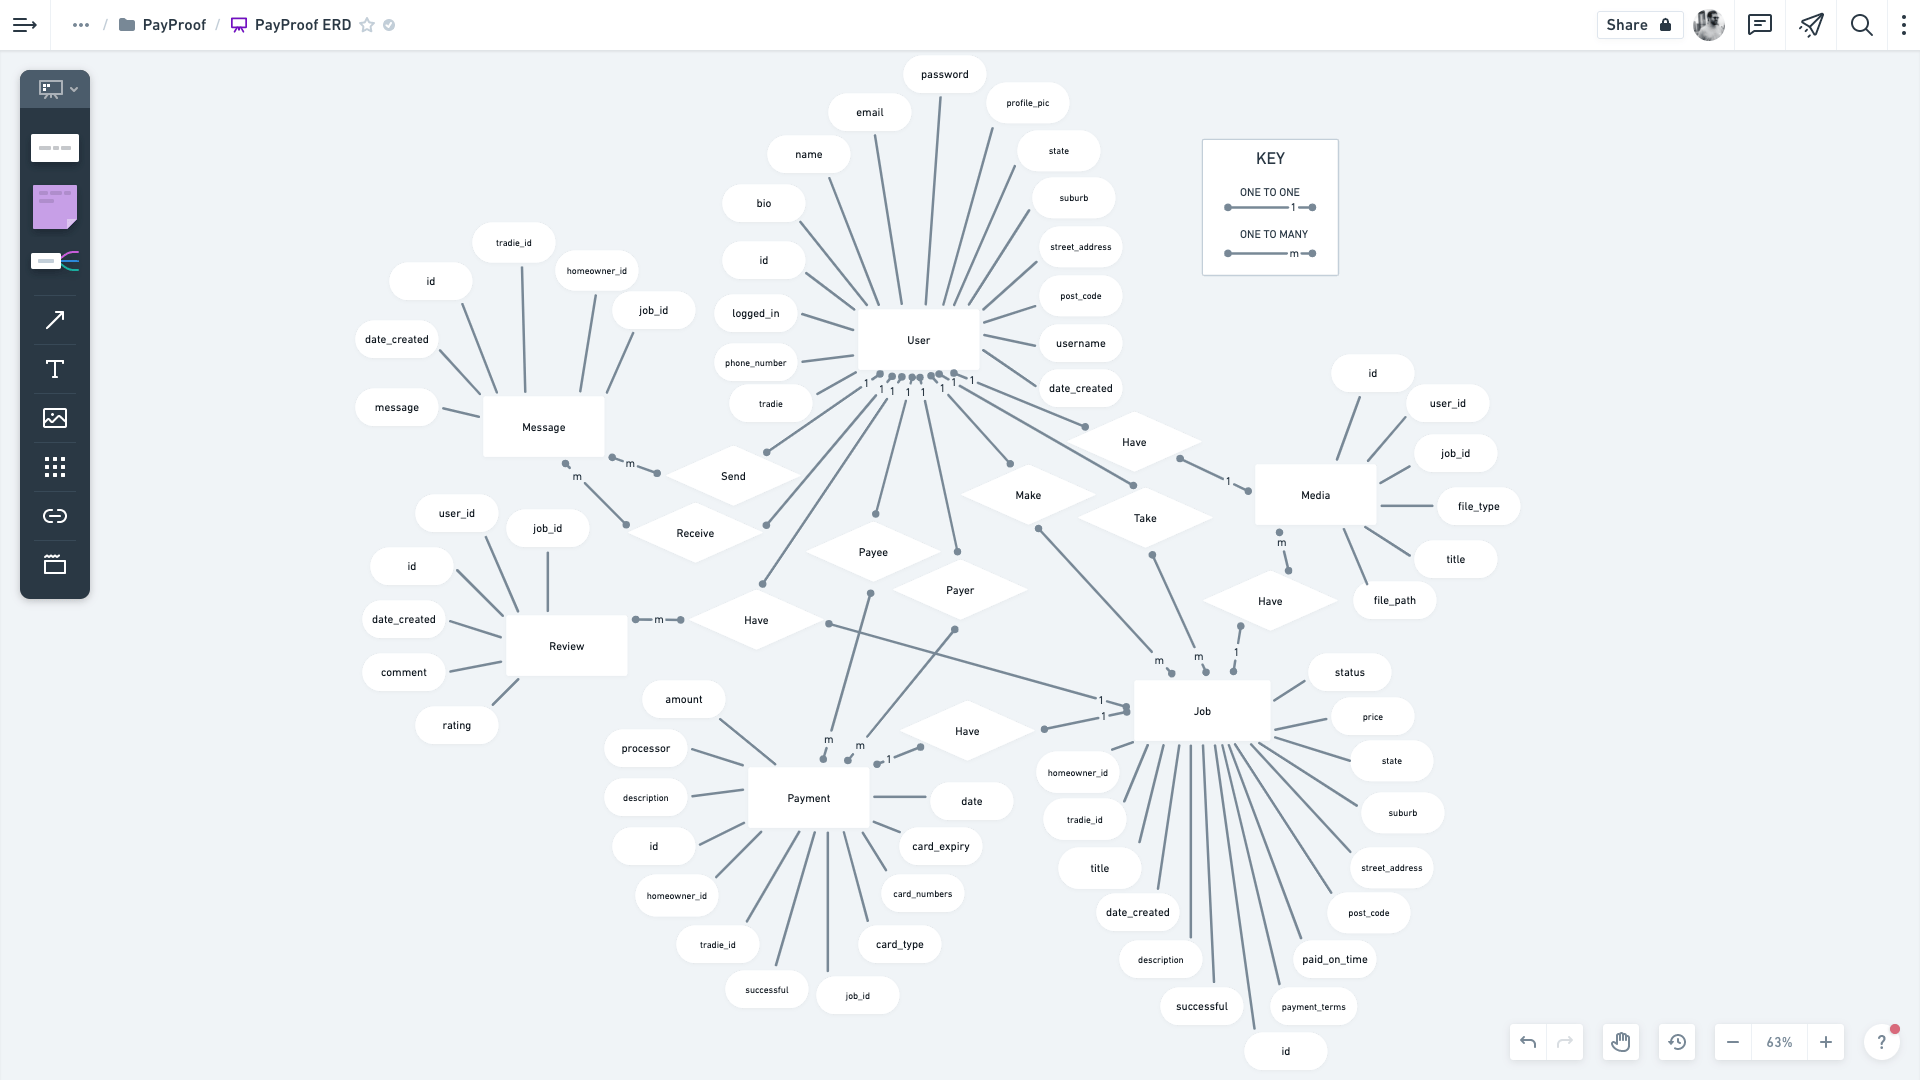 PayProof / PayProof ERD
Share
password
profile_pic
email
state
name
suburb
bio
street_address
id
post_code
logged_in
username
phone_number
date_created
tradie
User
KEY
ONE TO ONE
1
ONE TO MANY
m
tradie_id
homeowner_id
id
job_id
date_created
message
Message
1
1
1
1
1
1
1
1
m
m
Send
Receive
Have
1
Make
Take
Payee
Payer
id
user_id
job_id
Media
file_type
title
file_path
m
Have
1
user_id
job_id
id
date_created
comment
rating
Review
m
Have
1
1
m
m
m
m
1
Have
Job
amount
processor
description
id
homeowner_id
tradie_id
successful
job_id
card_type
card_numbers
card_expiry
date
Payment
status
price
state
suburb
street_address
post_code
paid_on_time
payment_terms
id
successful
description
date_created
title
tradie_id
homeowner_id
63%
?